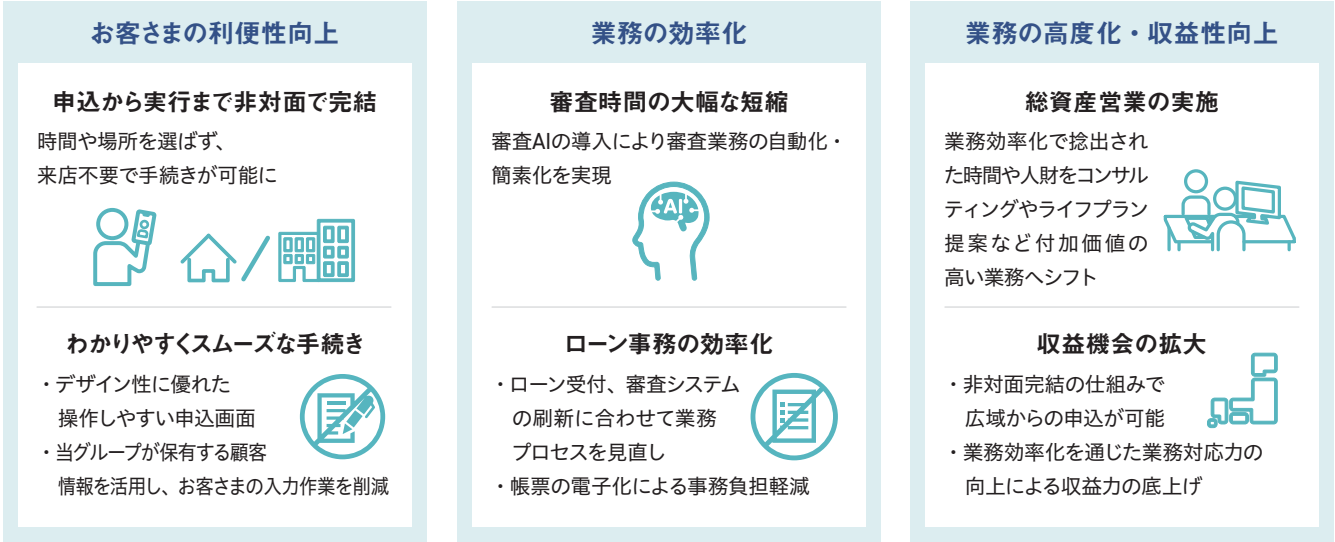 お客さまの利便性向上
申込から実行まで非対面で完結
時間や場所を選ばず、
来店不要で手続きが可能に
Do
わかりやすくスムーズな手続き
・デザイン性に優れた
操作しやすい申込画面
・当グループが保有する顧客
情報を活用し、お客さまの入力作業を削減
業務の効率化
審査時間の大幅な短縮
審査AIの導入により審査業務の自動化・
簡素化を実現
AI
ローン事務の効率化
・ローン受付、審査システム
の刷新に合わせて業務
プロセスを見直し
・帳票の電子化による事務負担軽減
業務の高度化・収益性向上
総資産営業の実施
業務効率化で捻出され
た時間や人財をコンサル
ティングやライフプラン
提案など付加価値の
高い業務へシフト
収益機会の拡大
・非対面完結の仕組みで
広域からの申込が可能
・業務効率化を通じた業務対応力の
向上による収益力の底上げ